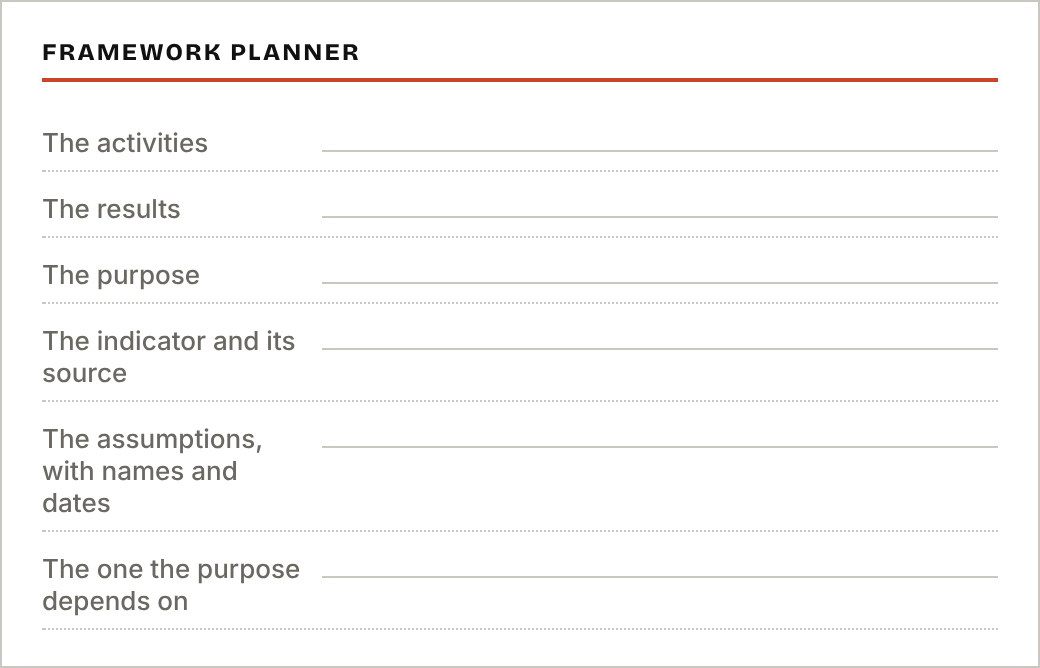 FRAMEWORK PLANNER
The activities
The results
The purpose
The indicator and its
source
The assumptions,
with names and
dates
The one the purpose
depends on